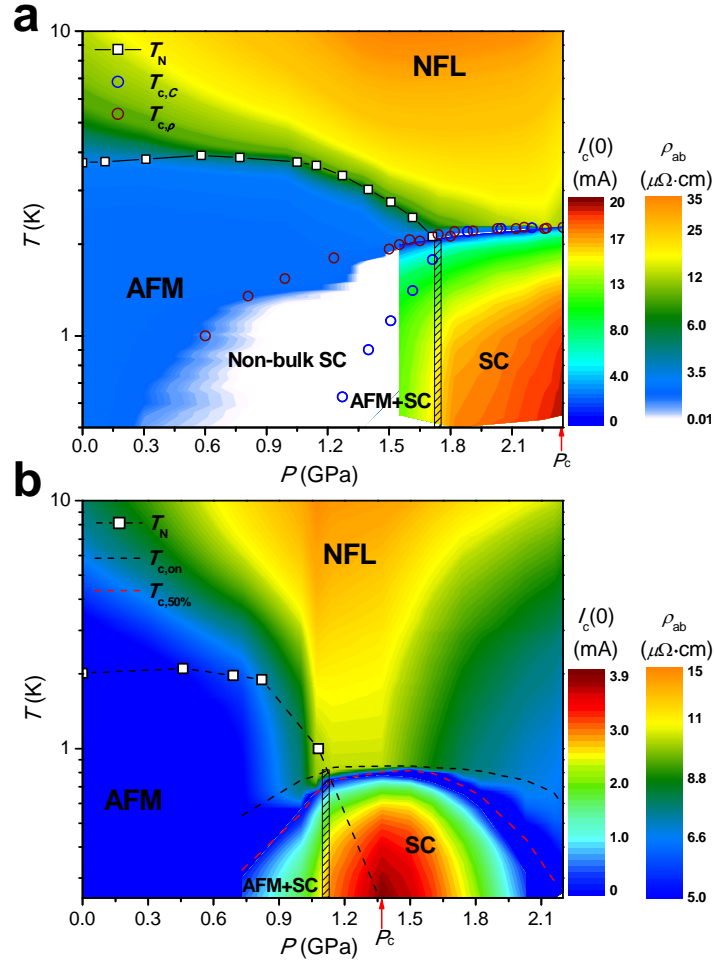 a
10
1
T (K)
T_N
T_c,C
T_c,ρ
NFL
AFM
Non-bulk SC
AFM+SC
SC
0.0 0.3 0.6 0.9 1.2 1.5 1.8 2.1
P (GPa)
P_c
I_c(0)
(mA)
20
17
13
8.0
4.0
0
ρ_ab
(μΩ·cm)
35
25
15
12
7.0
3.5
0.01
b
10
1
T (K)
T_N
T_c,on
T_c,50%
NFL
AFM
AFM+SC
SC
0.0 0.3 0.6 0.9 1.2 1.5 1.8 2.1
P (GPa)
P_c
I_c(0)
(mA)
3.9
3.0
2.0
1.0
0
ρ_ab
(μΩ·cm)
15
11
8.8
6.6
5.0